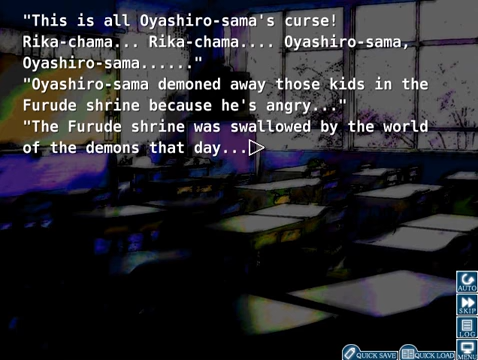 "This is all Oyashiro-sama's curse!
Rika-chama... Rika-chama.... Oyashiro-sama,
Oyashiro-sama......"
"Oyashiro-sama demoned away those kids in the
Furude shrine because he's angry..."
"The Furude shrine was swallowed by the world
of the demons that day...
AUTO
SKIP
LOG
QUICK SAVE
QUICK LOAD
MENU